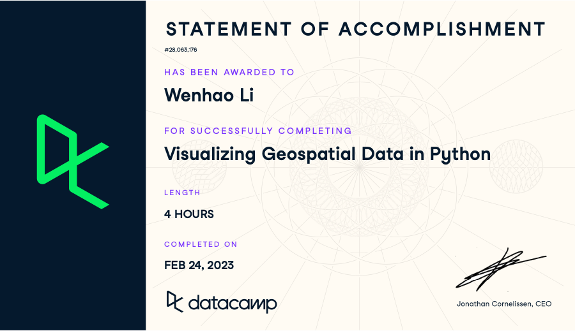 STATEMENT OF ACCOMPLISHMENT
#28,063,176
HAS BEEN AWARDED TO
Wenhao Li
FOR SUCCESSFULLY COMPLETING
Visualizing Geospatial Data in Python
LENGTH
4 HOURS
COMPLETED ON
FEB 24, 2023
datacamp
Jonathan Cornelissen, CEO